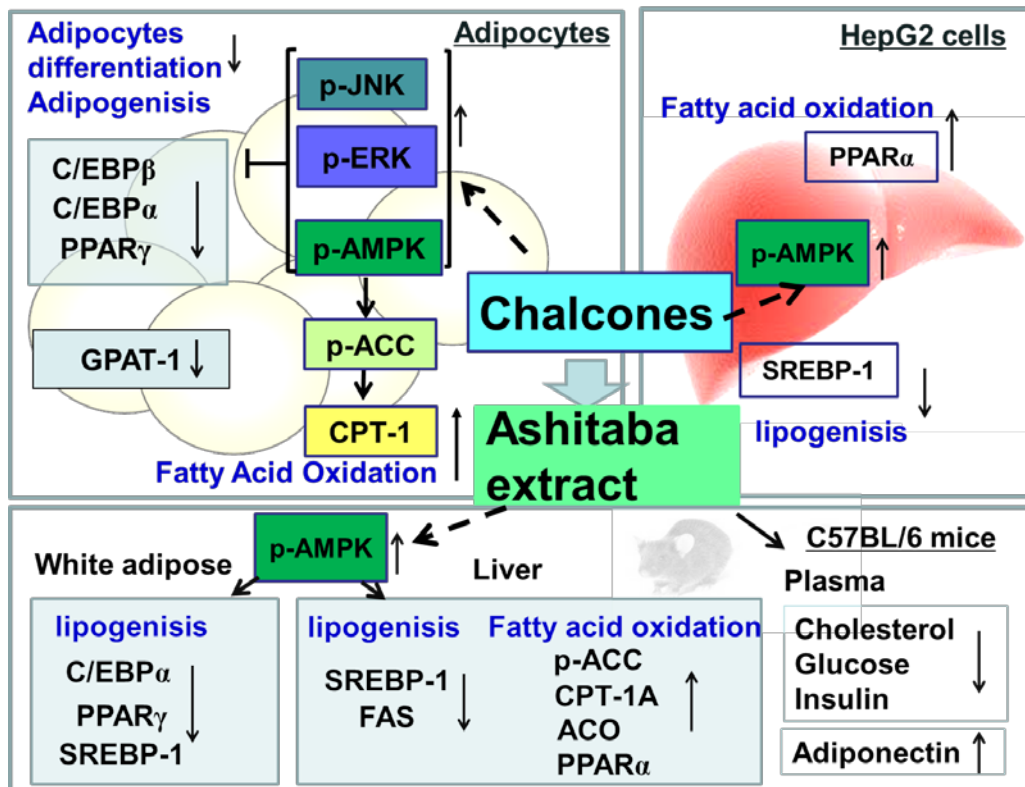 Adipocytes
differentiation
Adipogenisis
Adipocytes
p-JNK
p-ERK
p-AMPK
C/EBPβ
C/EBPα
PPARγ
GPAT-1
p-ACC
CPT-1
Fatty Acid Oxidation
HepG2 cells
Fatty acid oxidation
PPARα
p-AMPK
SREBP-1
lipogenisis
Chalcones
Ashitaba
extract
p-AMPK
White adipose
Liver
C57BL/6 mice
Plasma
lipogenisis
C/EBPα
PPARγ
SREBP-1
lipogenisis
SREBP-1
FAS
Fatty acid oxidation
p-ACC
CPT-1A
ACO
PPARα
Cholesterol
Glucose
Insulin
Adiponectin